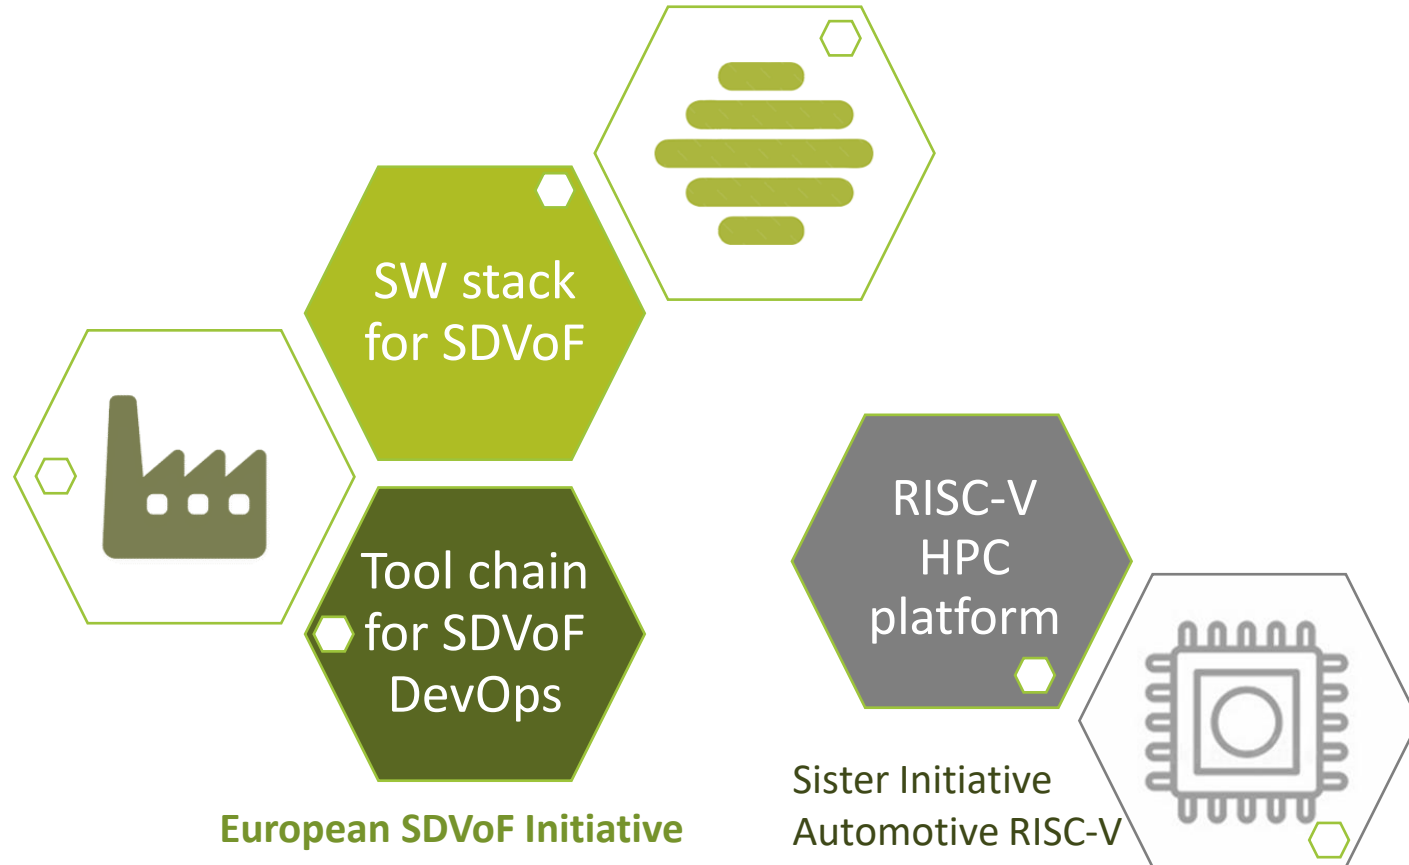 SW stack
for SDVoF
Tool chain
for SDVoF
DevOps
European SDVoF Initiative
RISC-V
HPC
platform
Sister Initiative
Automotive RISC-V